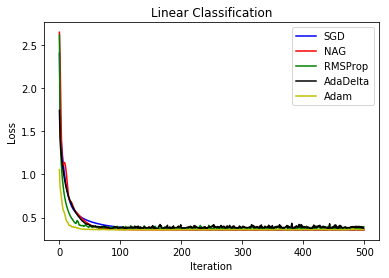 Linear Classification
SGD
NAG
RMSProp
AdaDelta
Adam
Loss
2.5
2.0
1.5
1.0
0.5
0 100 200 300 400 500
Iteration